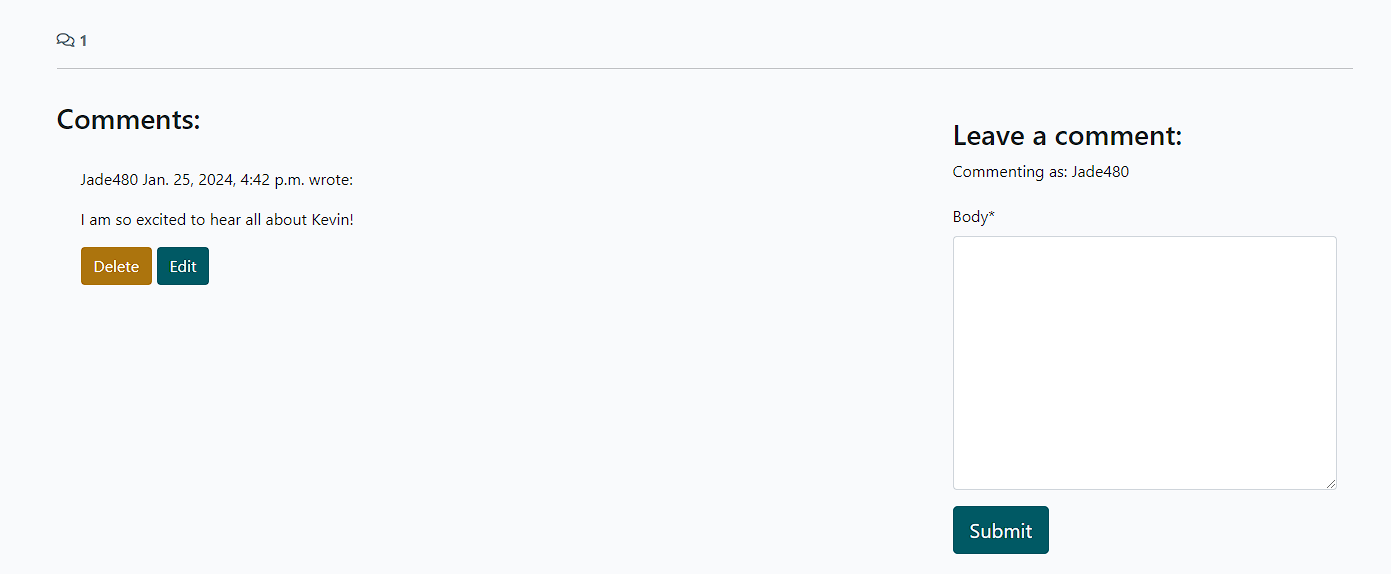 1
Comments:
Jade480 Jan. 25, 2024, 4:42 p.m. wrote:
I am so excited to hear all about Kevin!
Delete Edit
Leave a comment:
Commenting as: Jade480
Body*
Submit